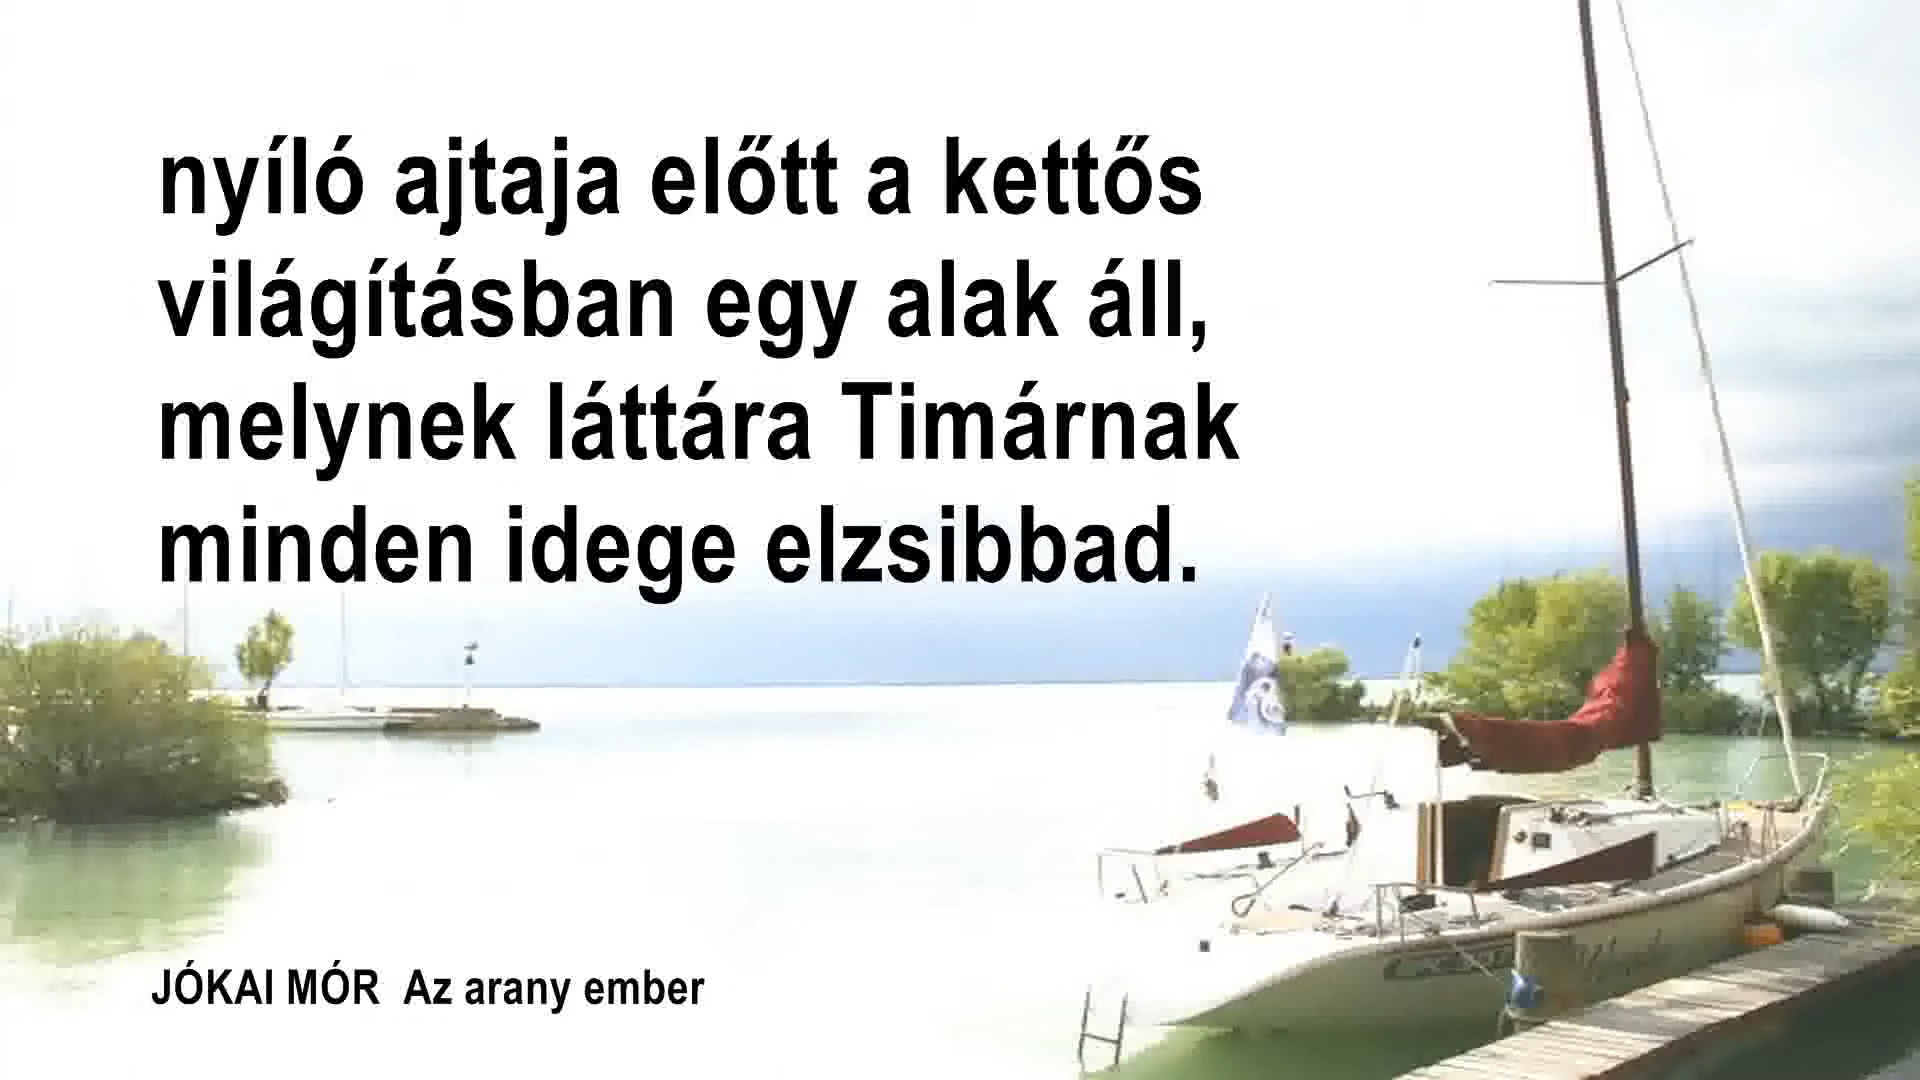 nyíló ajtaja előtt a kettős
világításban egy alak áll,
melynek láttára Timárnak
minden idege elzsibbad.
JÓKAI MÓR Az arany ember